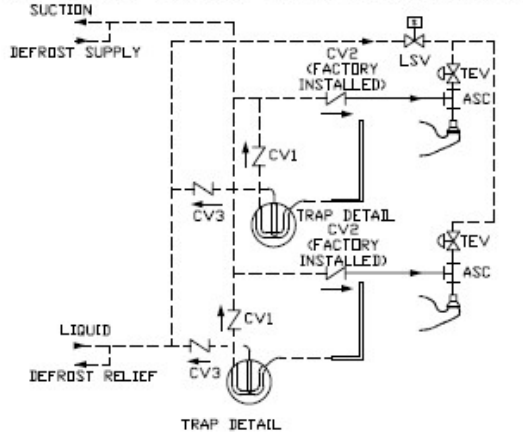 SUCTION
DEFROST SUPPLY
CV2
(FACTORY
INSTALLED)
LSV
TEV
ASC
CV1
CV3
TRAP DETAIL
CV2
(FACTORY
INSTALLED)
TEV
ASC
CV1
LIQUID
CV3
DEFROST RELIEF
TRAP DETAIL